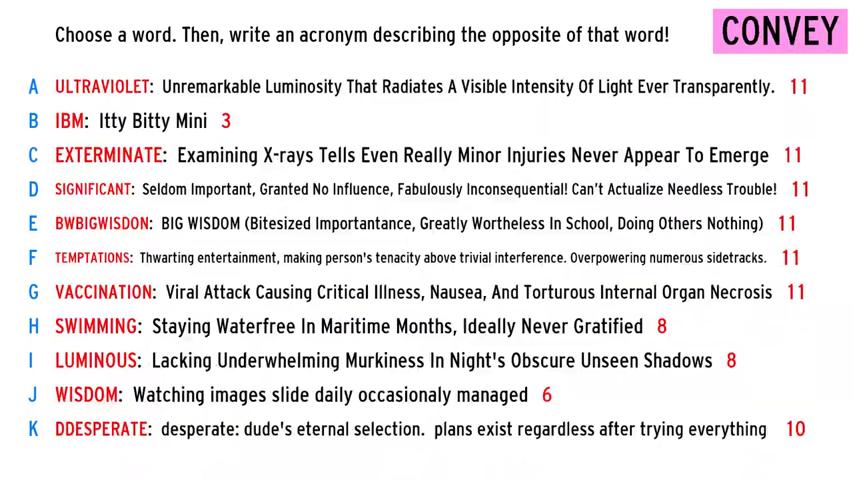 Choose a word. Then, write an acronym describing the opposite of that word!
CONVEY
A ULTRAVIOLET: Unremarkable Luminosity That Radiates A Visible Intensity Of Light Ever Transparently. 11
B IBM: Itty Bitty Mini 3
C EXTERMINATE: Examining X-rays Tells Even Really Minor Injuries Never Appear To Emerge 11
D SIGNIFICANT: Seldom Important, Granted No Influence, Fabulously Inconsequential! Can't Actualize Needless Trouble! 11
E BWBIGWISDON: BIG WISDOM (Bitesized Importantance, Greatly Wortheless In School, Doing Others Nothing) 11
F TEMPTATIONS: Thwarting entertainment, making person's tenacity above trivial interference. Overpowering numerous sidetracks. 11
G VACCINATION: Viral Attack Causing Critical Illness, Nausea, And Torturous Internal Organ Necrosis 11
H SWIMMING: Staying Waterfree In Maritime Months, Ideally Never Gratified 8
I LUMINOUS: Lacking Underwhelming Murkiness In Night's Obscure Unseen Shadows 8
J WISDOM: Watching images slide daily occasionaly managed 6
K DDESPERATE: desperate: dude's eternal selection. plans exist regardless after trying everything 10